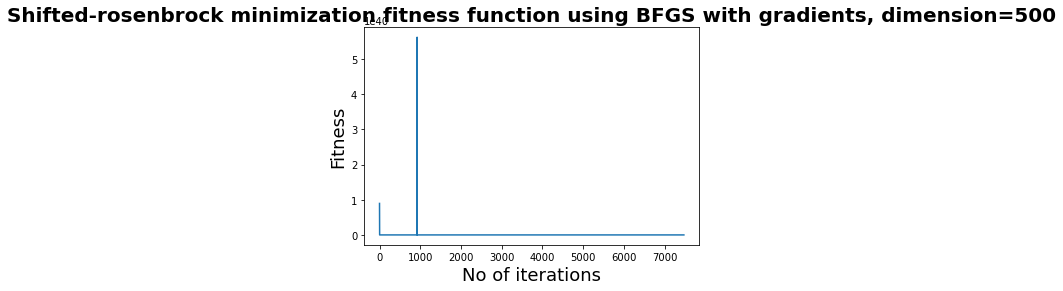 Shifted-rosenbrock minimization fitness function using BFGS with gradients, dimension=500
1e40
5
4
3
2
1
0
Fitness
0 1000 2000 3000 4000 5000 6000 7000
No of iterations